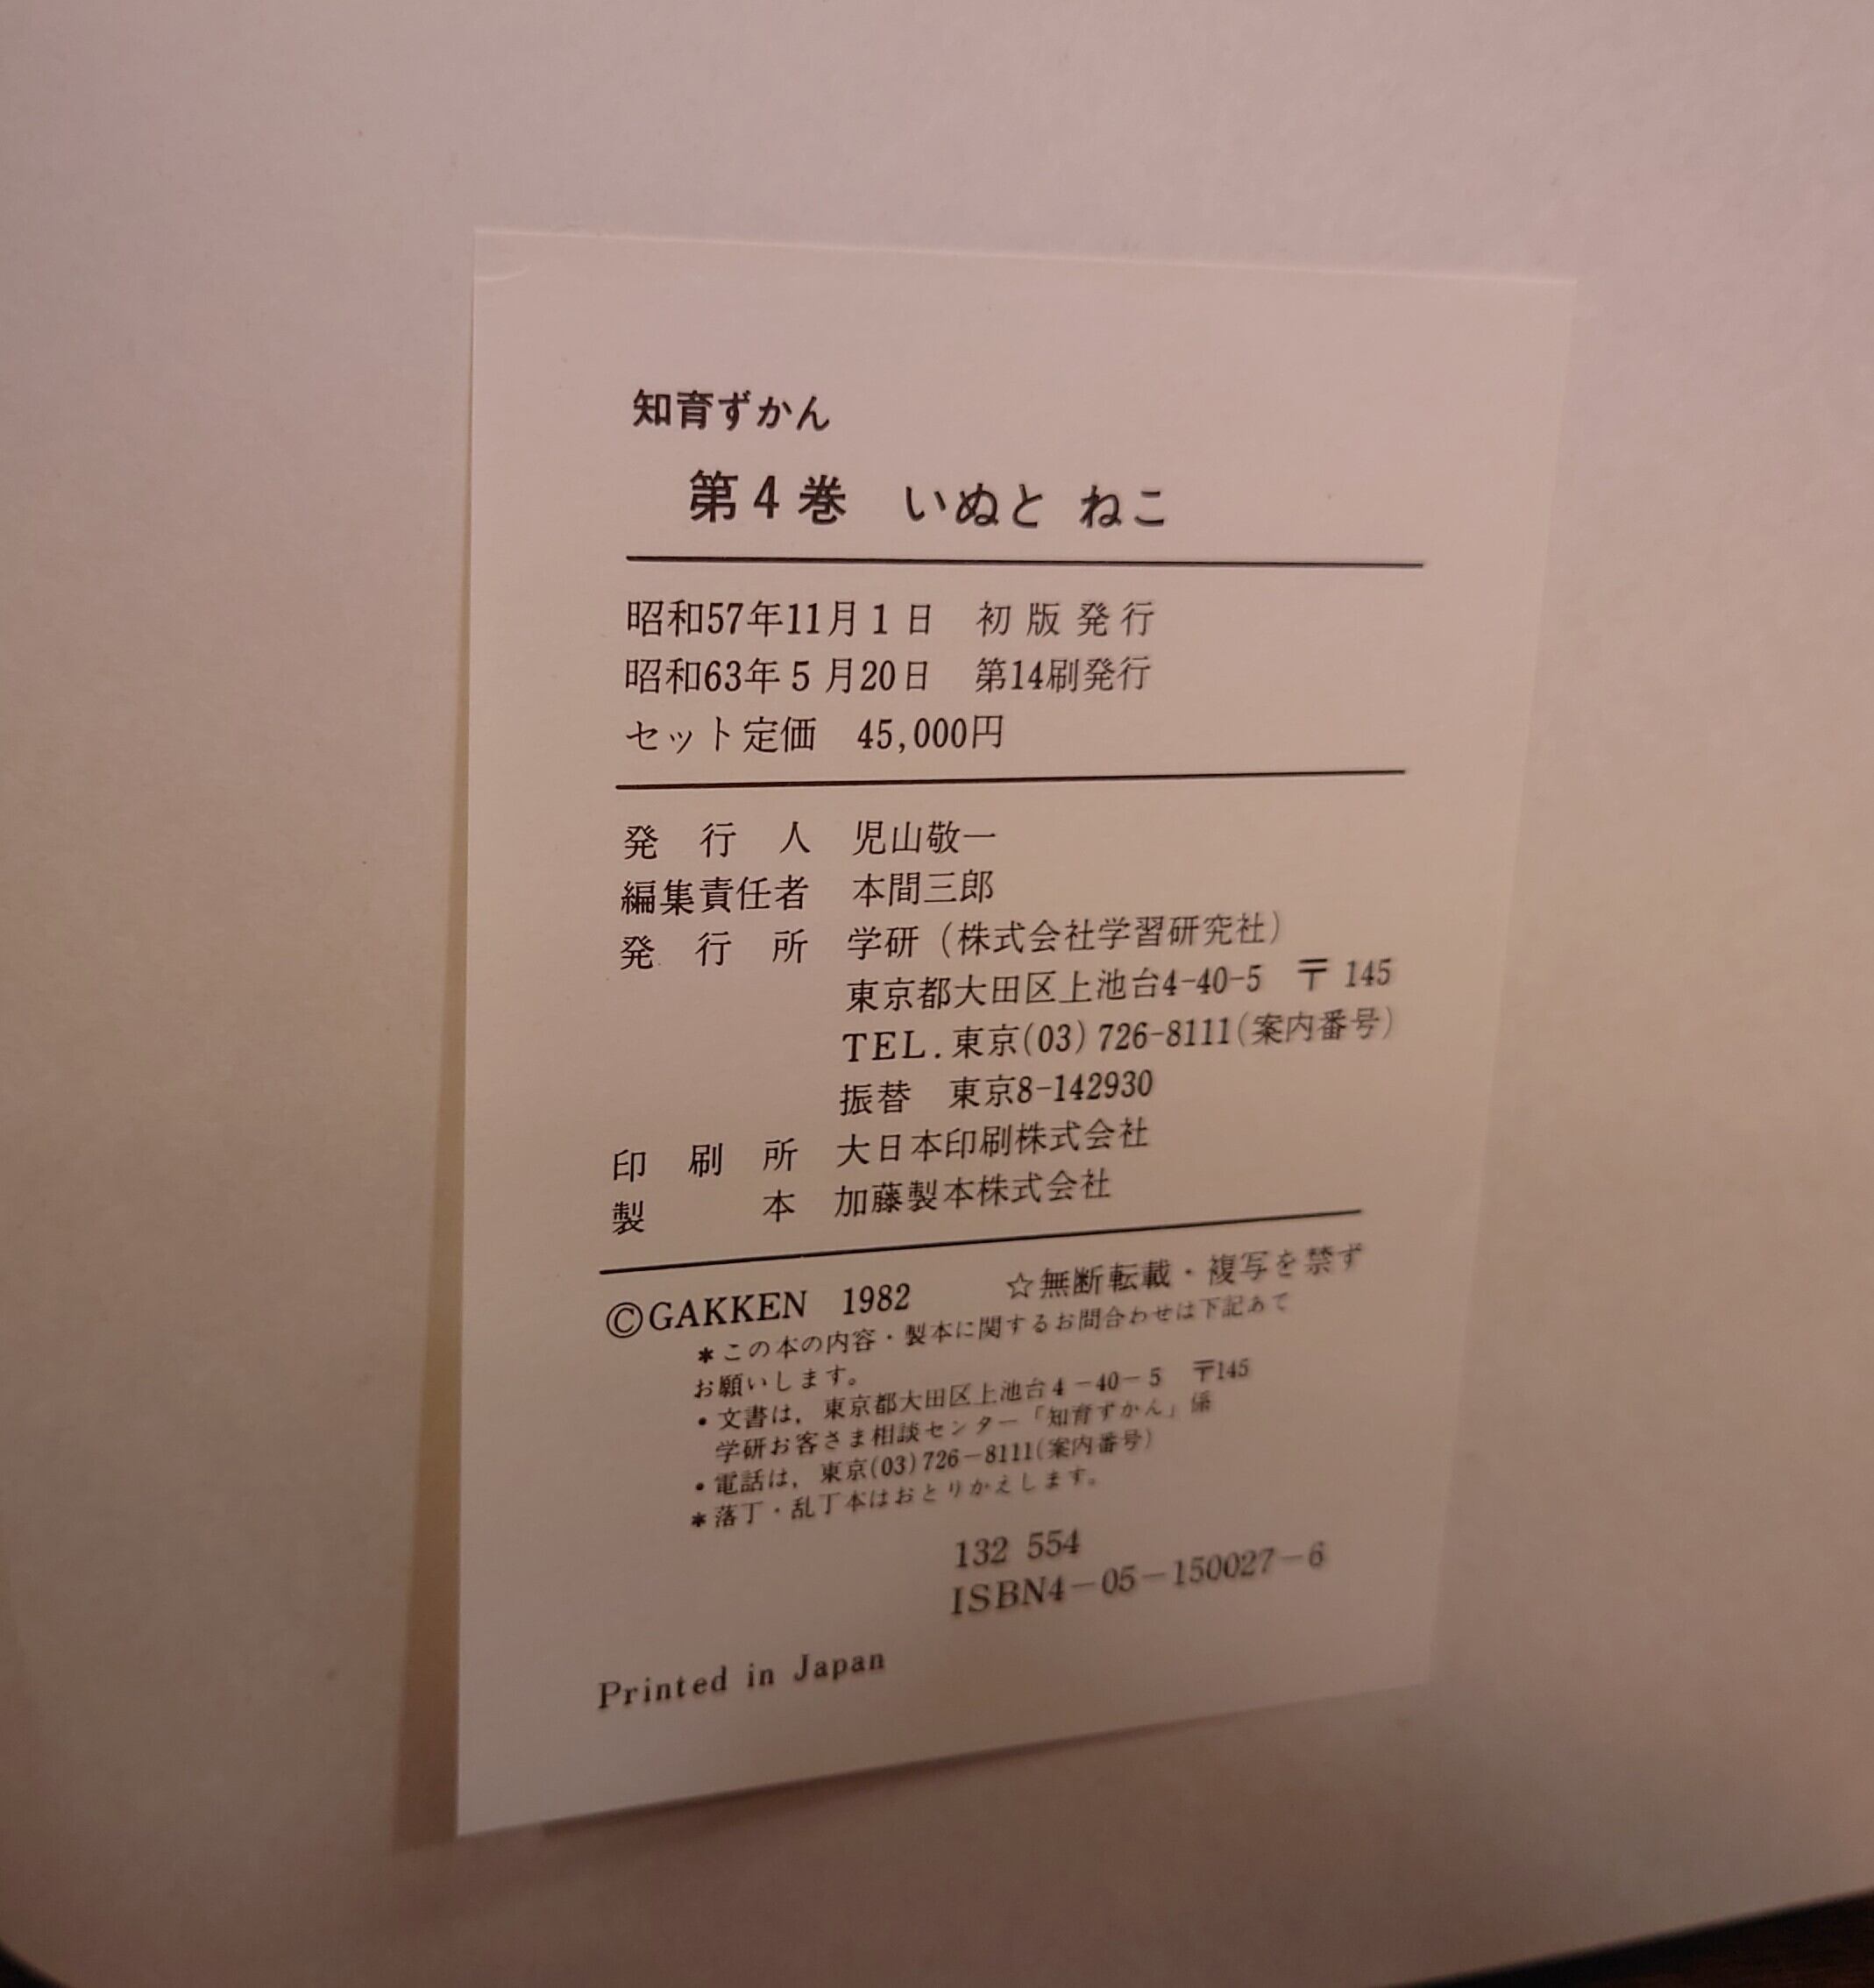 知育ずかん
第4巻 いぬと ねこ
昭和57年11月1日 初版発行
昭和63年5月20日 第14刷発行
セット定価 45,000円
発行人 児山敬一
編集責任者 本間三郎
発行所 学研(株式会社学習研究社)
東京都大田区上池台4-40-5 〒145
TEL.東京(03)726-8111(案内番号)
振替 東京8-142930
印刷所 大日本印刷株式会社
製本 加藤製本株式会社
©GAKKEN 1982 ☆無断転載・複写を禁ず
*この本の内容・製本に関するお問合わせは下記あて
お願いします。
•文書は,東京都大田区上池台4-40-5 〒145
学研お客さま相談センター「知育ずかん」係
•電話は,東京(03)726-8111(案内番号)
*落丁・乱丁本はおとりかえします。
132 554
ISBN4-05-150027-6
Printed in Japan